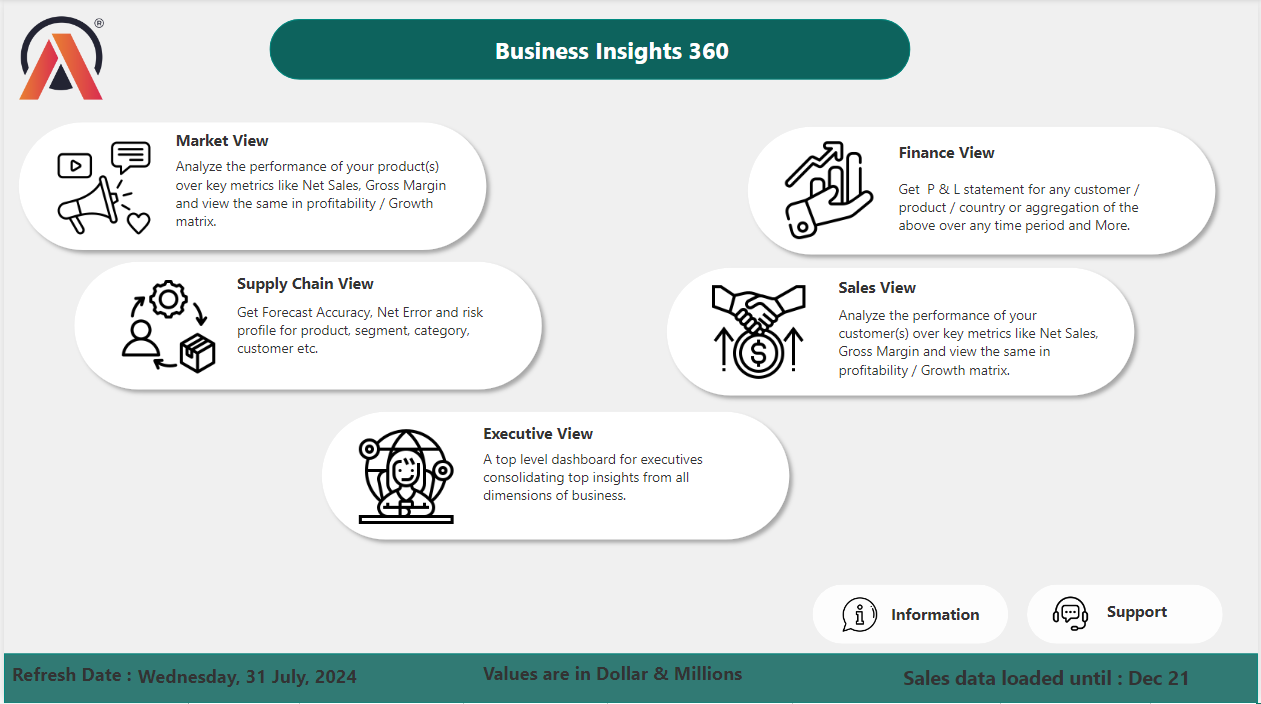 ®
Business Insights 360
Market View
Analyze the performance of your product(s)
over key metrics like Net Sales, Gross Margin
and view the same in profitability / Growth
matrix.
Finance View
Get  P & L statement for any customer /
product / country or aggregation of the
above over any time period and More.
Supply Chain View
Get Forecast Accuracy, Net Error and risk
profile for product, segment, category,
customer etc.
Sales View
Analyze the performance of your
customer(s) over key metrics like Net Sales,
Gross Margin and view the same in
profitability / Growth matrix.
$
Executive View
A top level dashboard for executives
consolidating top insights from all
dimensions of business.
Information
Support
Refresh Date : Wednesday, 31 July, 2024
Values are in Dollar & Millions
Sales data loaded until : Dec 21